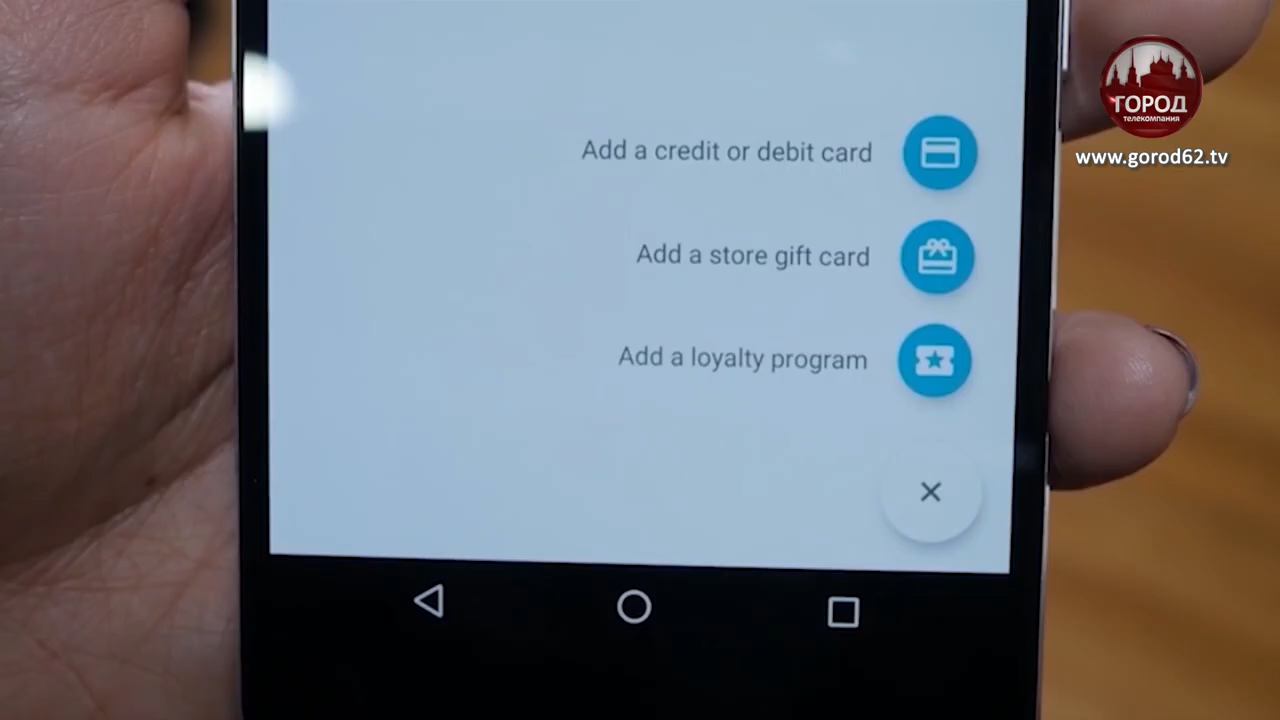 ГОРОД
телекомпания
www.gorod62.tv
Add a credit or debit card
Add a store gift card
Add a loyalty program